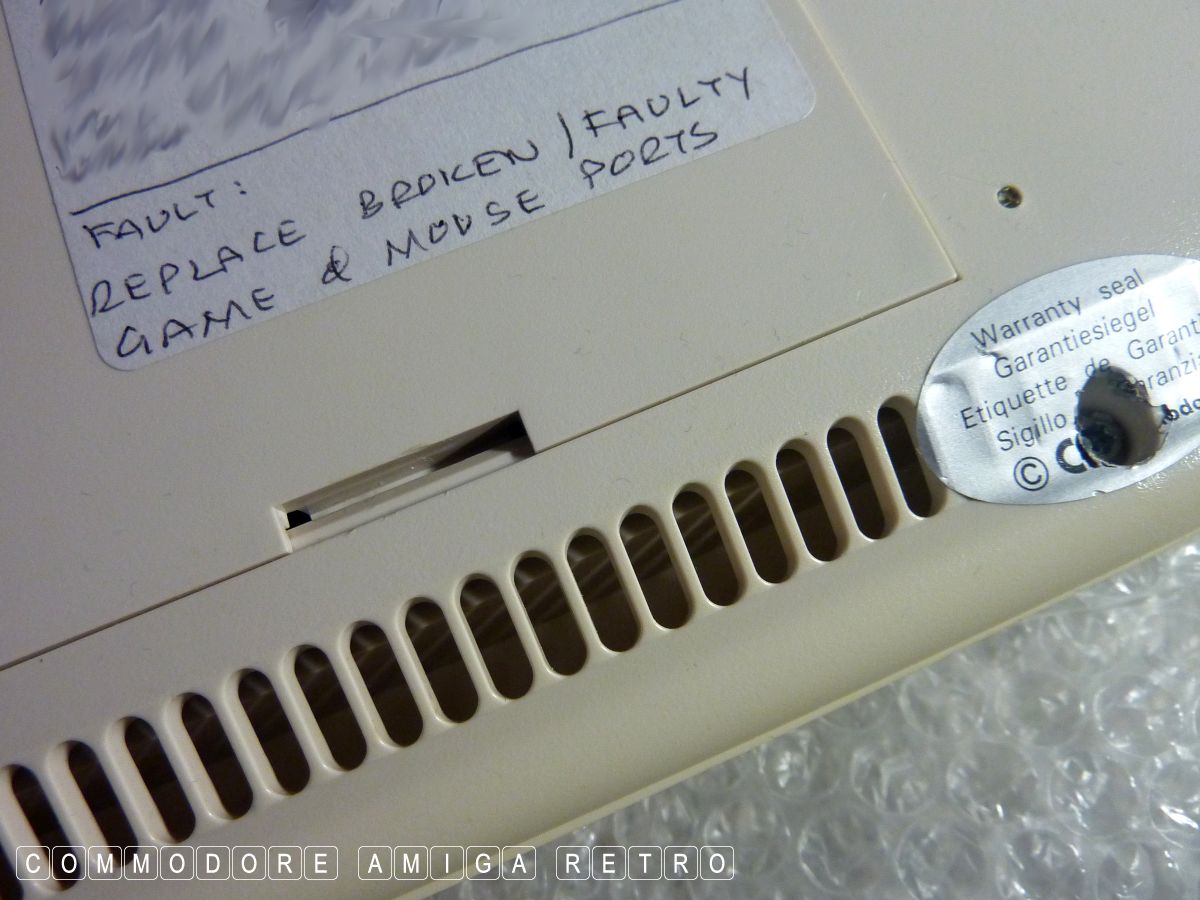 FAULT:
REPLACE BROKEN / FAULTY
GAME & MOUSE PORTS
Warranty seal
Garantiesiegel
Etiquette de Garanti
Sigillo
©
COMMODORE AMIGA RETRO